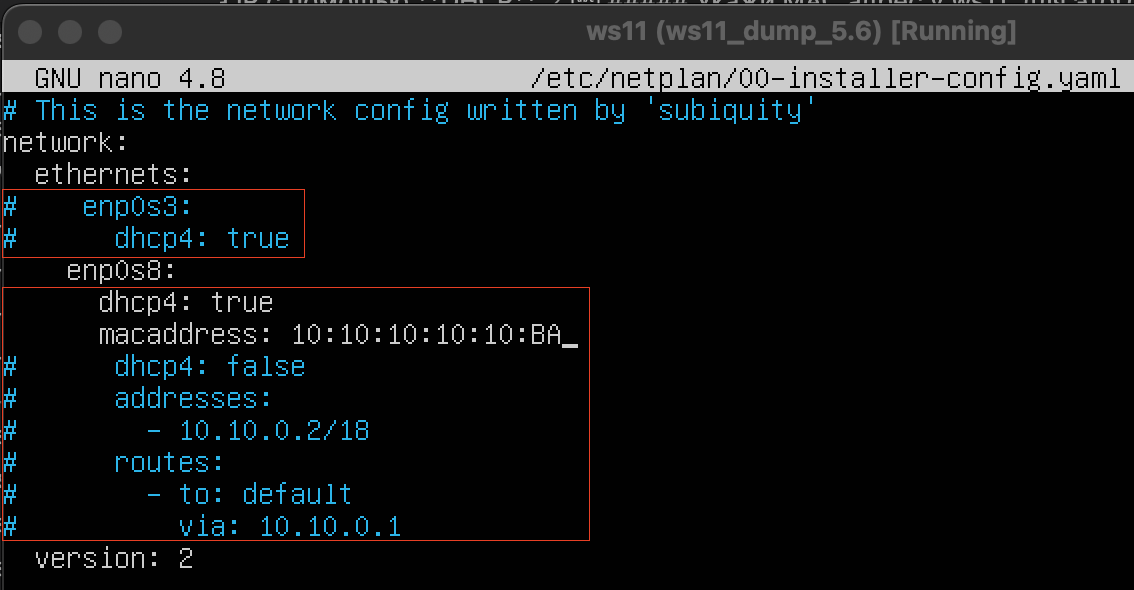 ws11 (ws11_dump_5.6) [Running]
GNU nano 4.8 /etc/netplan/00-installer-config.yaml
# This is the network config written by 'subiquity'
network:
  ethernets:
#    enp0s3:
#      dhcp4: true
    enp0s8:
      dhcp4: true
      macaddress: 10:10:10:10:10:BA_
#      dhcp4: false
#      addresses:
#        - 10.10.0.2/18
#      routes:
#        - to: default
#          via: 10.10.0.1
  version: 2